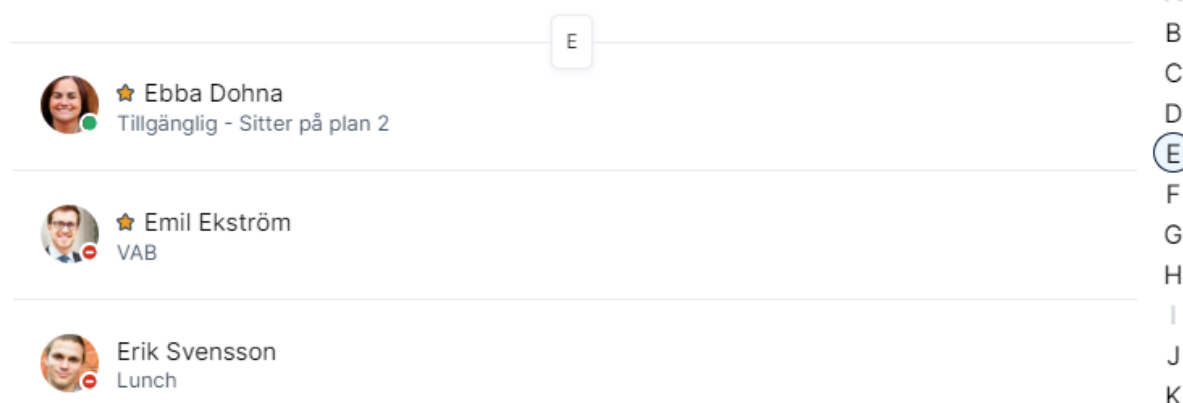 E
Ebba Dohna
Tillgänglig - Sitter på plan 2
Emil Ekström
VAB
Erik Svensson
Lunch
B
C
D
E
F
G
H
I
J
K